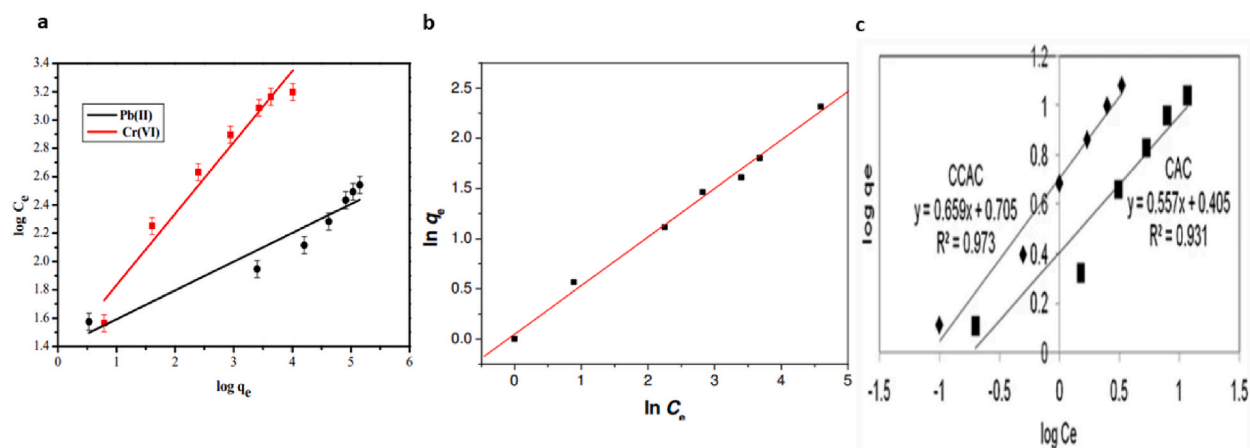 a
3.4
3.2
3.0
2.8
2.6
2.4
2.2
2.0
1.8
1.6
1.4
log Cₑ
Pb(II)
Cr(VI)
0 1 2 3 4 5 6
log qₑ
b
2.5
2.0
1.5
1.0
0.5
0.0
ln qₑ
0 1 2 3 4 5
ln Cₑ
c
1.2
1
0.8
0.6
0.4
0.2
0
log qe
CCAC
y = 0.659x + 0.705
R² = 0.973
CAC
y = 0.557x + 0.405
R² = 0.931
-1.5 -1 -0.5 0 0.5 1 1.5
log Ce